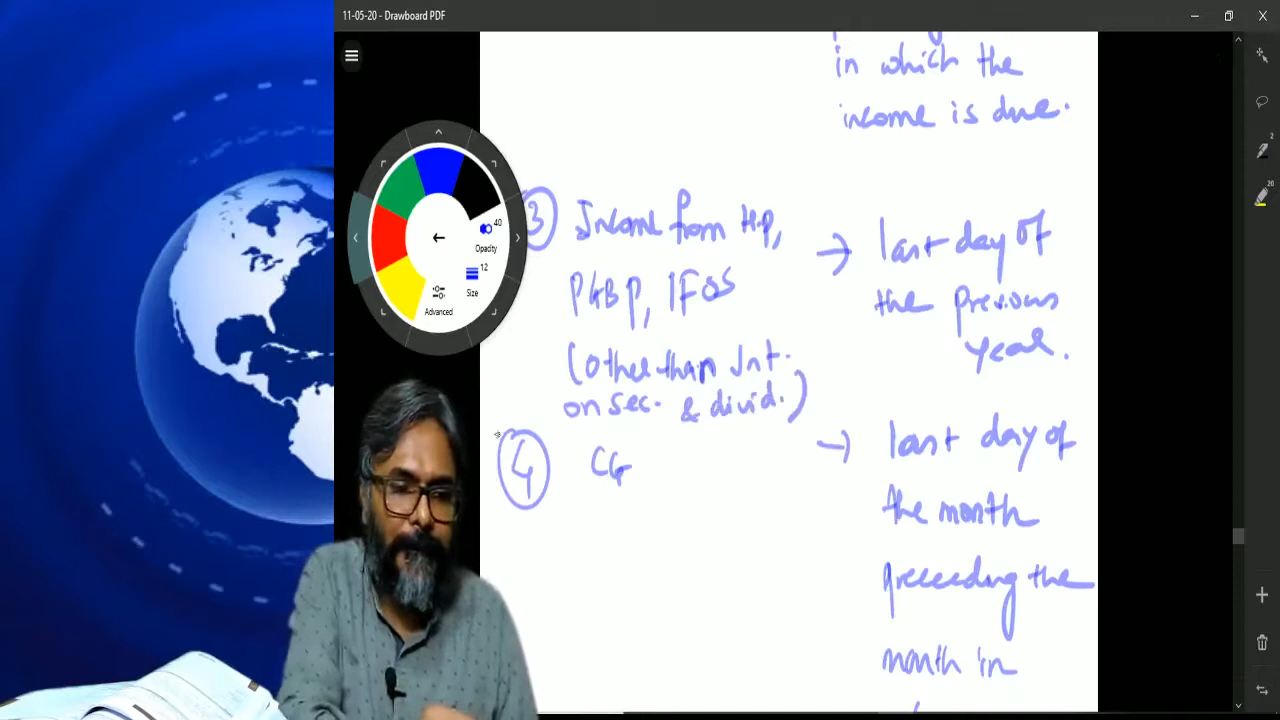 11-05-20 - Drawboard PDF
in which the
income is due.
3 Income from H.P, → last day of
PGBP, IFOS the previous
year.
(other than Int.
on sec. & divid.)
4 CG → last day of
the month
preceeding the
month in
40
Opacity
12
Size
Advanced
2
20